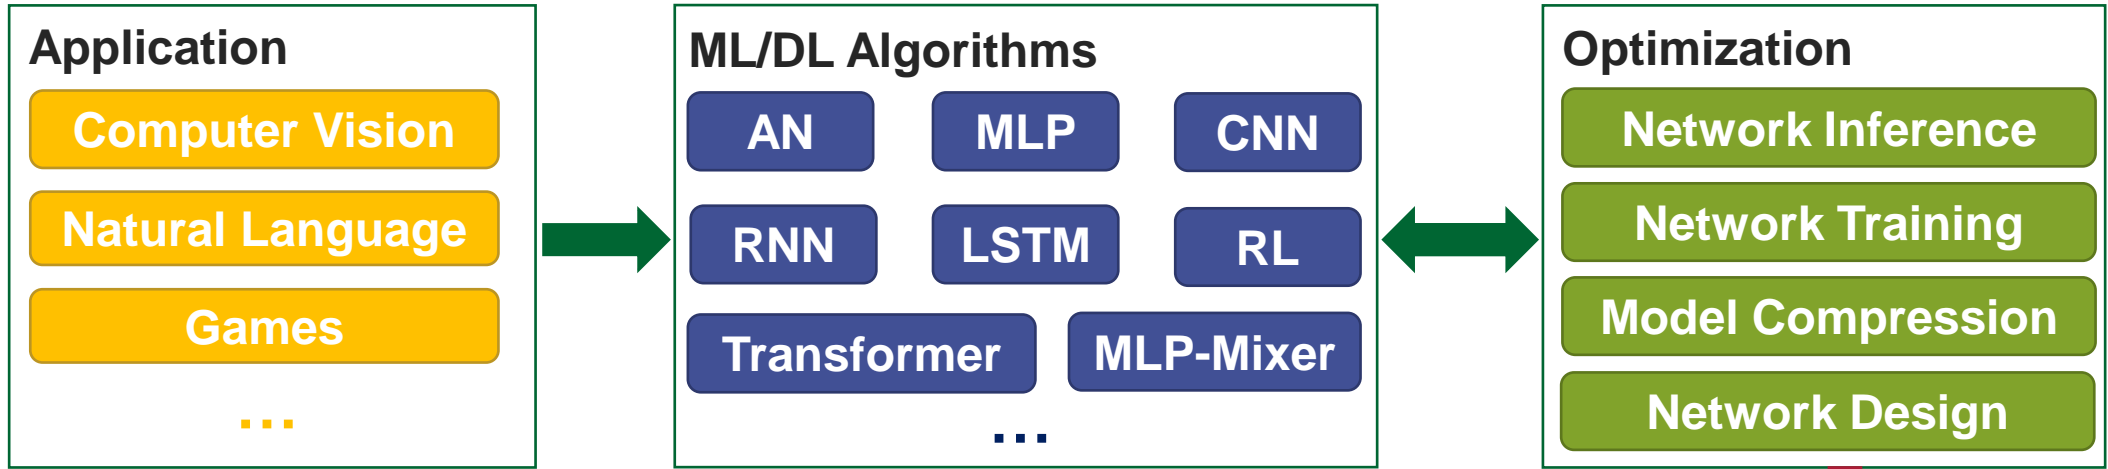 Application
Computer Vision
Natural Language
Games
...
ML/DL Algorithms
AN MLP CNN
RNN LSTM RL
Transformer MLP-Mixer
...
Optimization
Network Inference
Network Training
Model Compression
Network Design